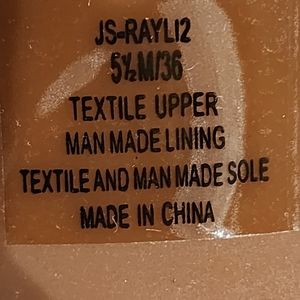 JS-RAYLI2
5½M/36
TEXTILE UPPER
MAN MADE LINING
TEXTILE AND MAN MADE SOLE
MADE IN CHINA